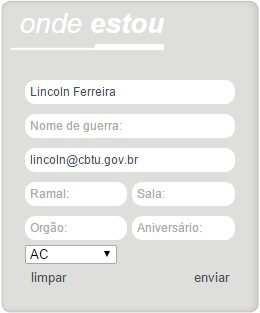 onde estou
Lincoln Ferreira
Nome de guerra:
lincoln@cbtu.gov.br
Ramal: Sala:
Orgão: Aniversário:
AC
limpar enviar